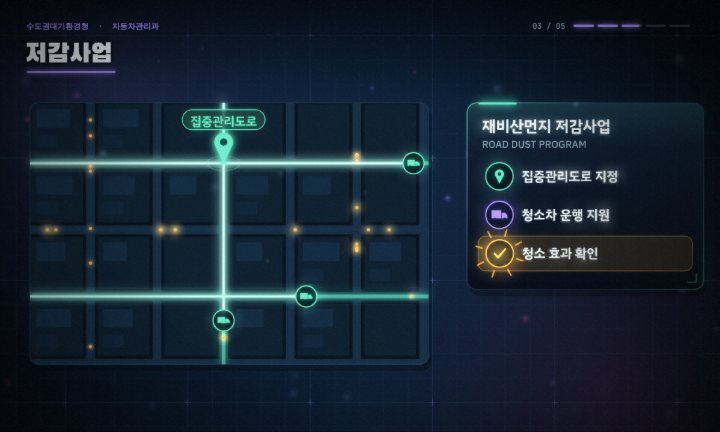 수도권대기환경청 · 자동차관리과
03 / 05
저감사업
집중관리도로
재비산먼지 저감사업
ROAD DUST PROGRAM
집중관리도로 지정
청소차 운행 지원
청소 효과 확인